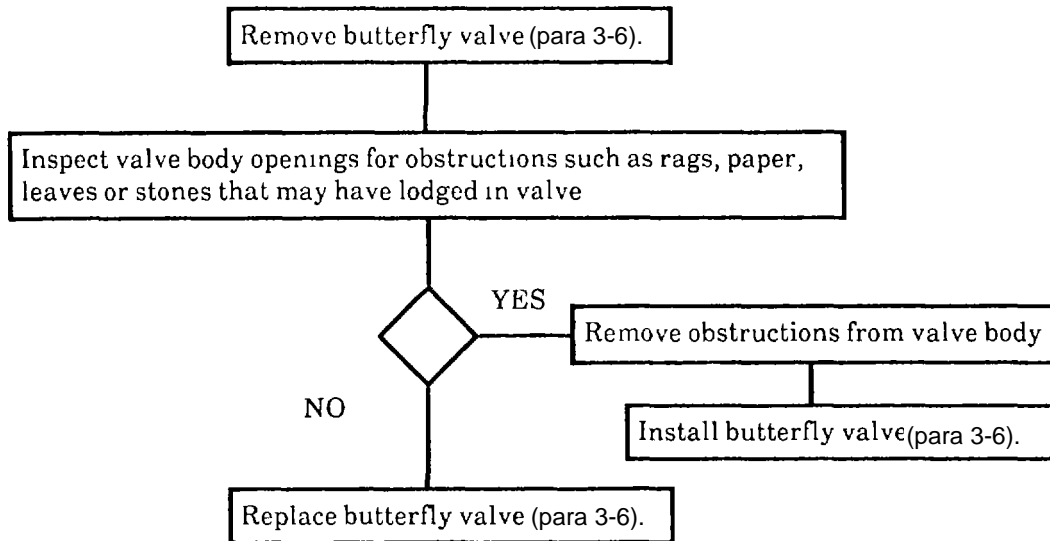 Remove butterfly valve (para 3-6).
Inspect valve body openings for obstructions such as rags, paper,
leaves or stones that may have lodged in valve
YES
Remove obstructions from valve body
NO
Install butterfly valve (para 3-6).
Replace butterfly valve (para 3-6).